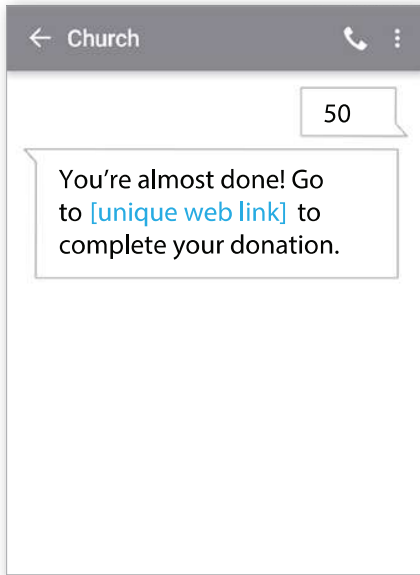 Church
50
You’re almost done! Go
to [unique web link] to
complete your donation.